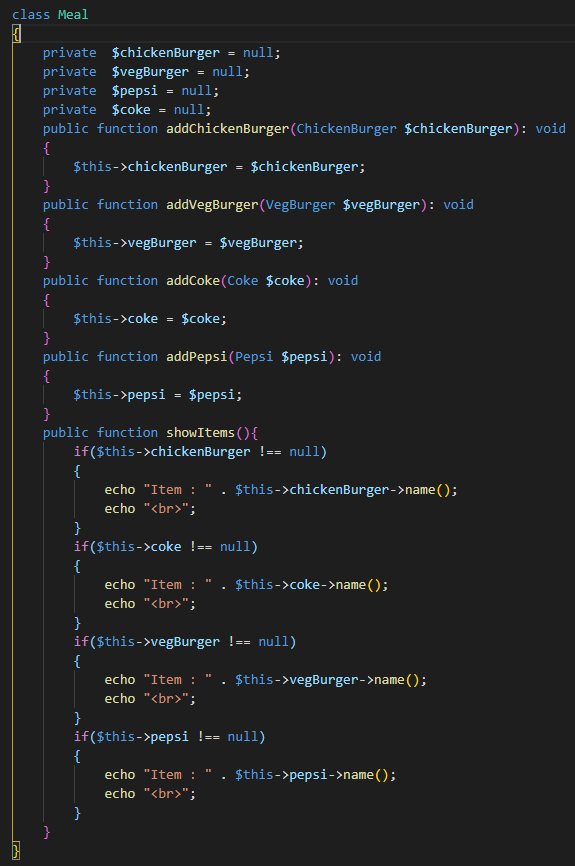 class Meal
{
    private  $chickenBurger = null;
    private  $vegBurger = null;
    private  $pepsi = null;
    private  $coke = null;
    public function addChickenBurger(ChickenBurger $chickenBurger): void
    {
        $this->chickenBurger = $chickenBurger;
    }
    public function addVegBurger(VegBurger $vegBurger): void
    {
        $this->vegBurger = $vegBurger;
    }
    public function addCoke(Coke $coke): void
    {
        $this->coke = $coke;
    }
    public function addPepsi(Pepsi $pepsi): void
    {
        $this->pepsi = $pepsi;
    }
    public function showItems(){
        if($this->chickenBurger !== null)
        {
            echo "Item : " . $this->chickenBurger->name();
            echo "<br>";
        }
        if($this->coke !== null)
        {
            echo "Item : " . $this->coke->name();
            echo "<br>";
        }
        if($this->vegBurger !== null)
        {
            echo "Item : " . $this->vegBurger->name();
            echo "<br>";
        }
        if($this->pepsi !== null)
        {
            echo "Item : " . $this->pepsi->name();
            echo "<br>";
        }
    }
}